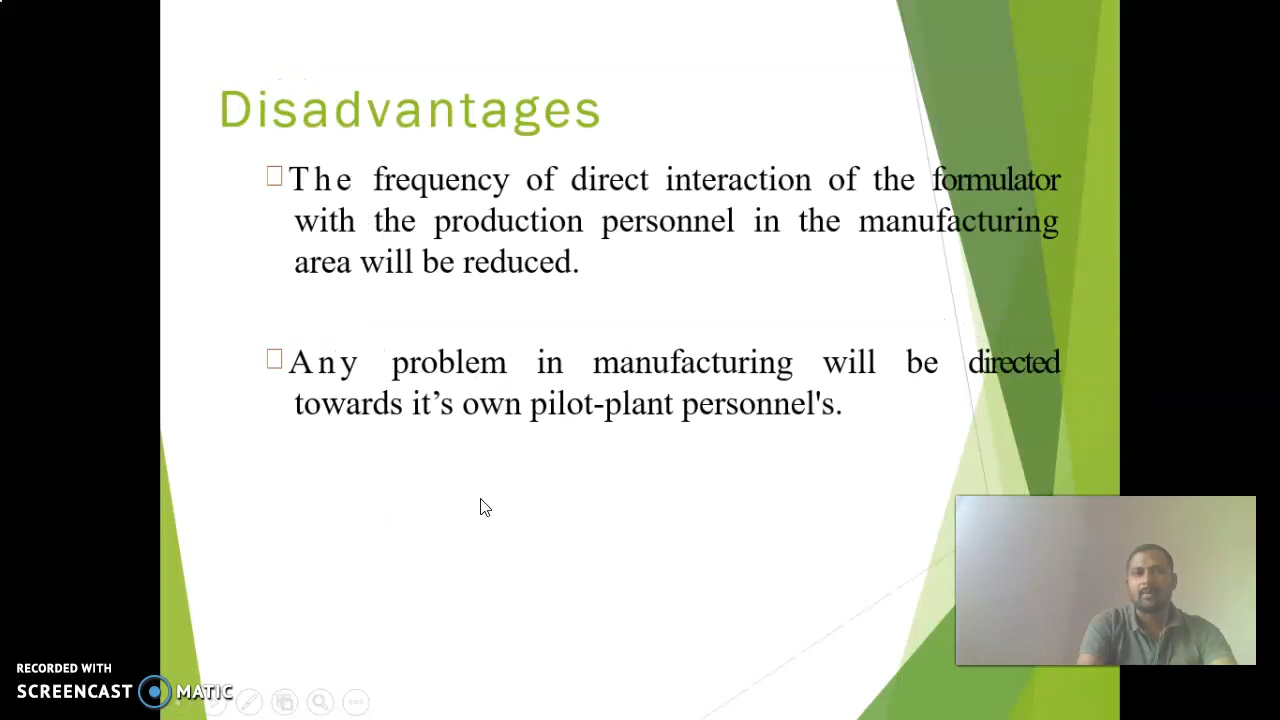 Disadvantages
The frequency of direct interaction of the formulator
with the production personnel in the manufacturing
area will be reduced.
Any problem in manufacturing will be directed
towards it’s own pilot-plant personnel's.
RECORDED WITH
SCREENCAST MATIC